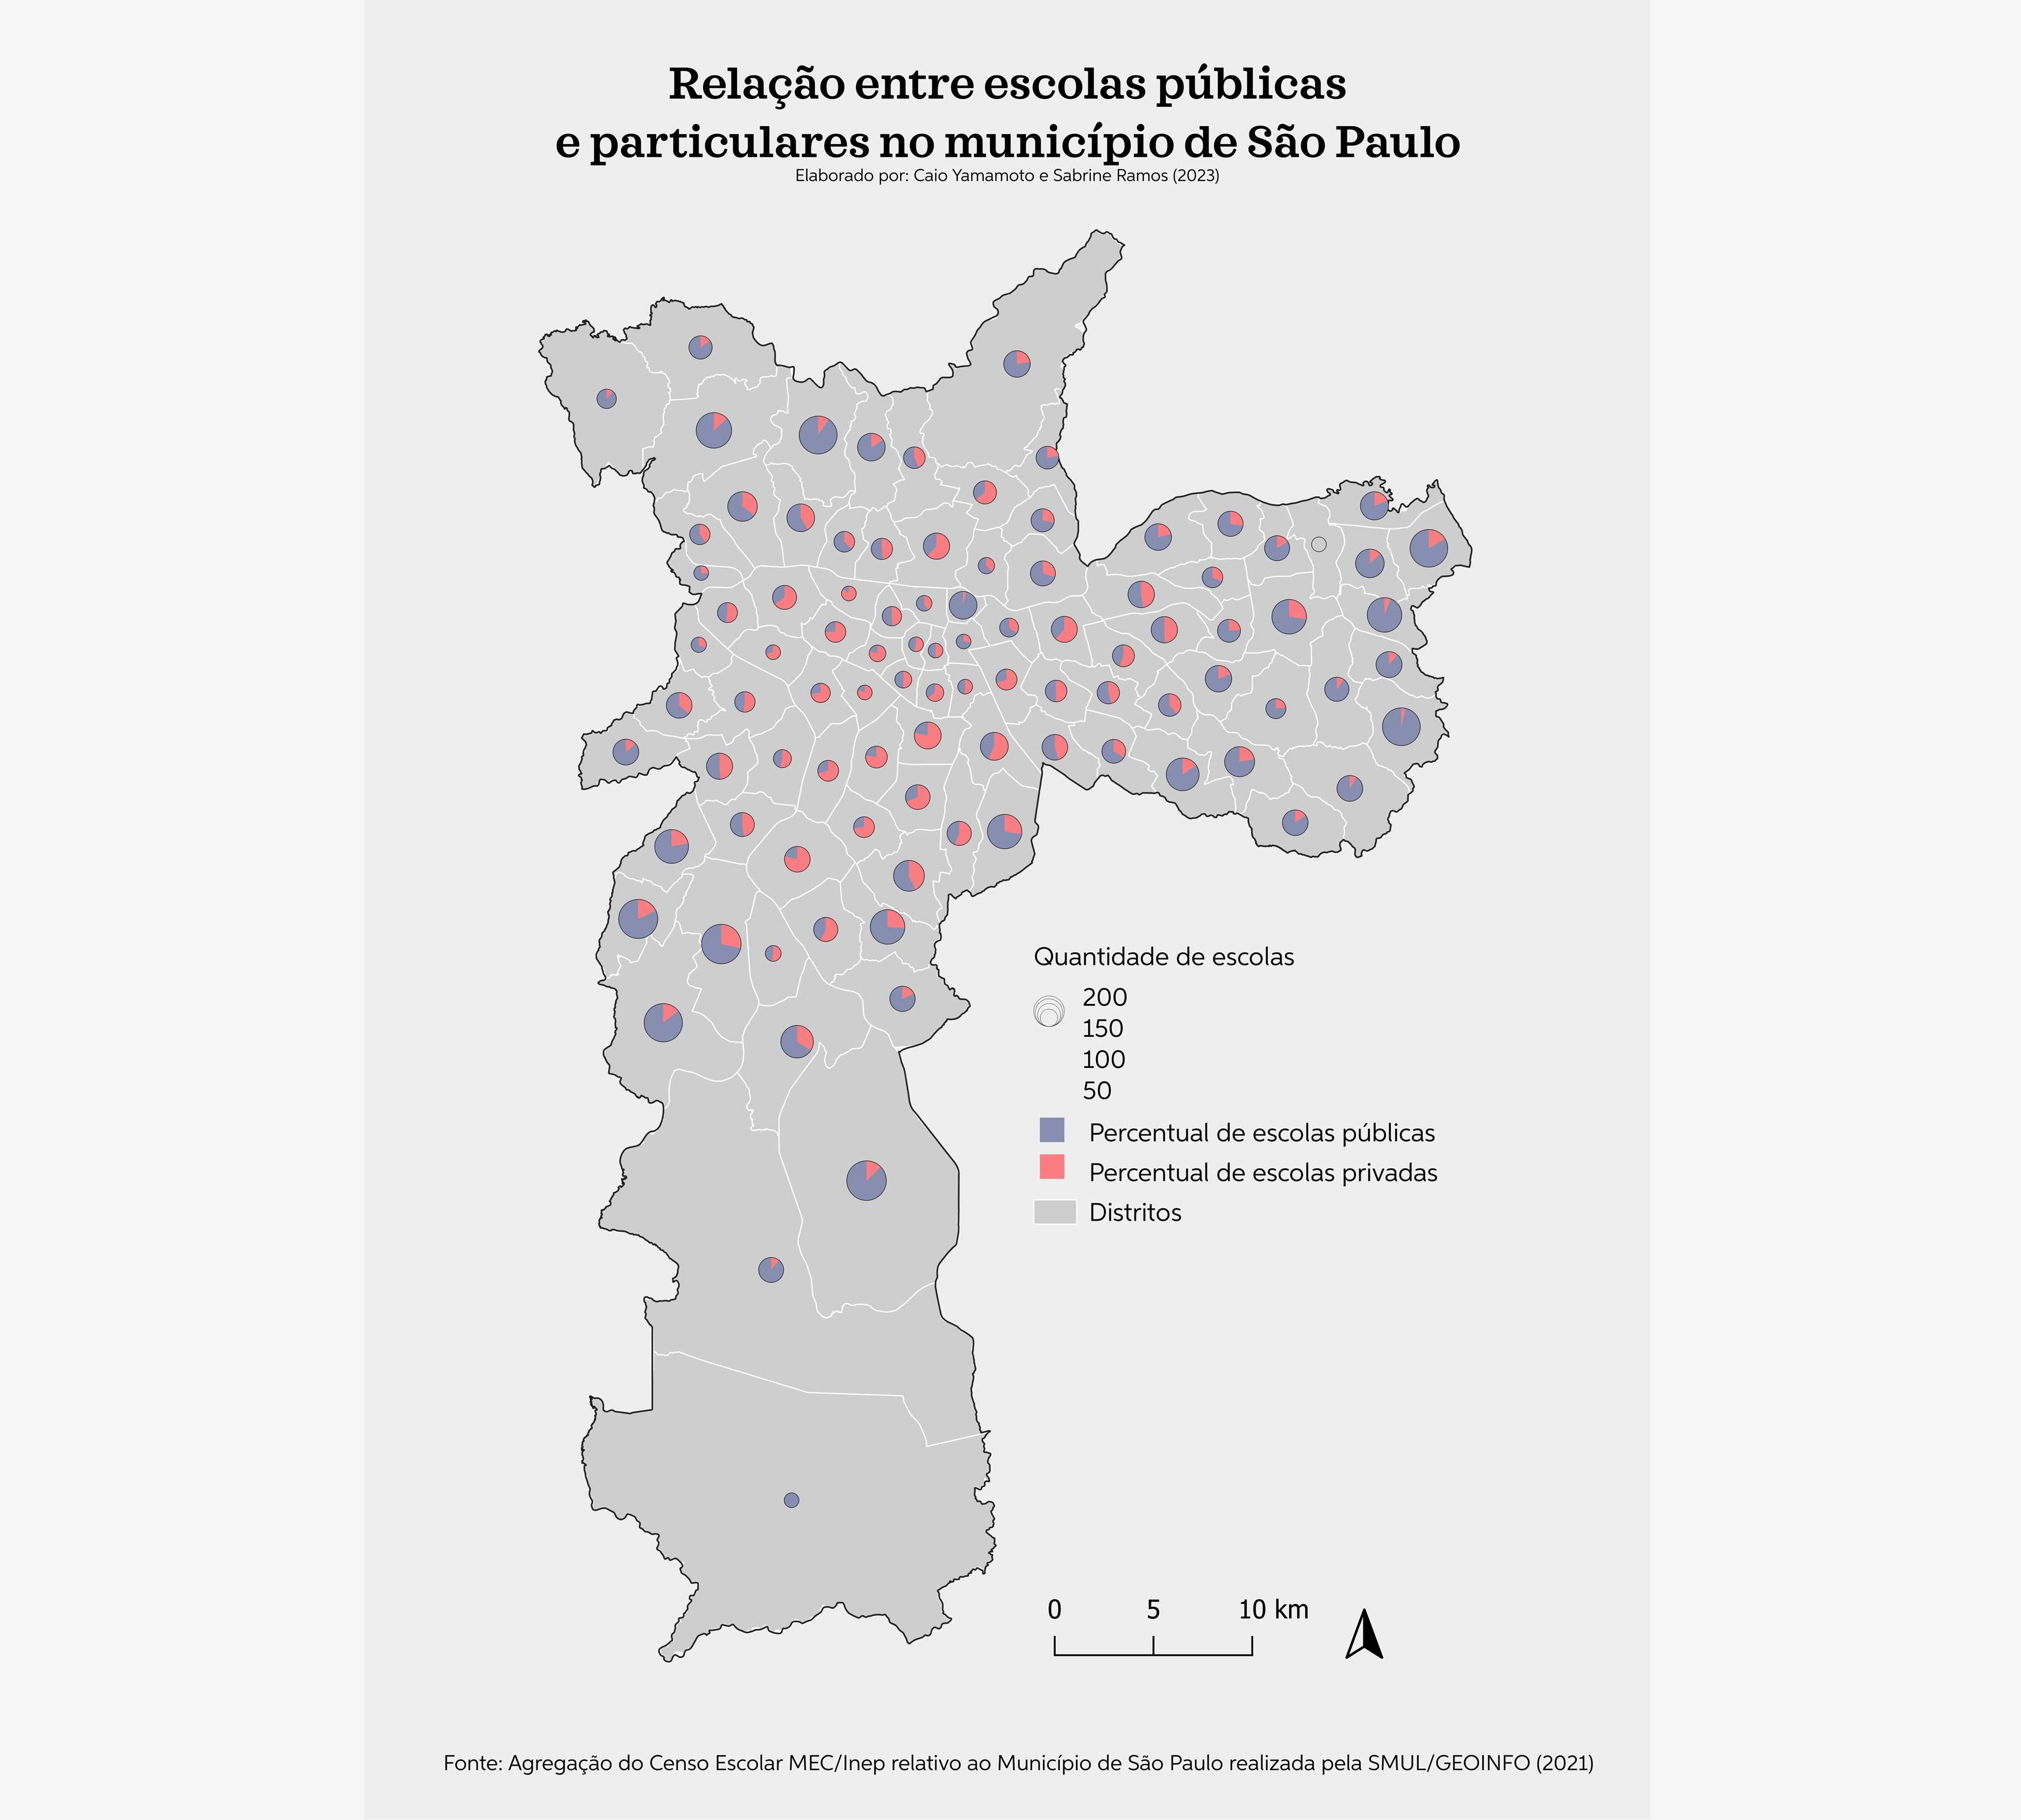 Relação entre escolas públicas
e particulares no município de São Paulo
Elaborado por: Caio Yamamoto e Sabrine Ramos (2023)
Quantidade de escolas
200
150
100
50
Percentual de escolas públicas
Percentual de escolas privadas
Distritos
0 5 10 km
Fonte: Agregação do Censo Escolar MEC/Inep relativo ao Município de São Paulo realizada pela SMUL/GEOINFO (2021)